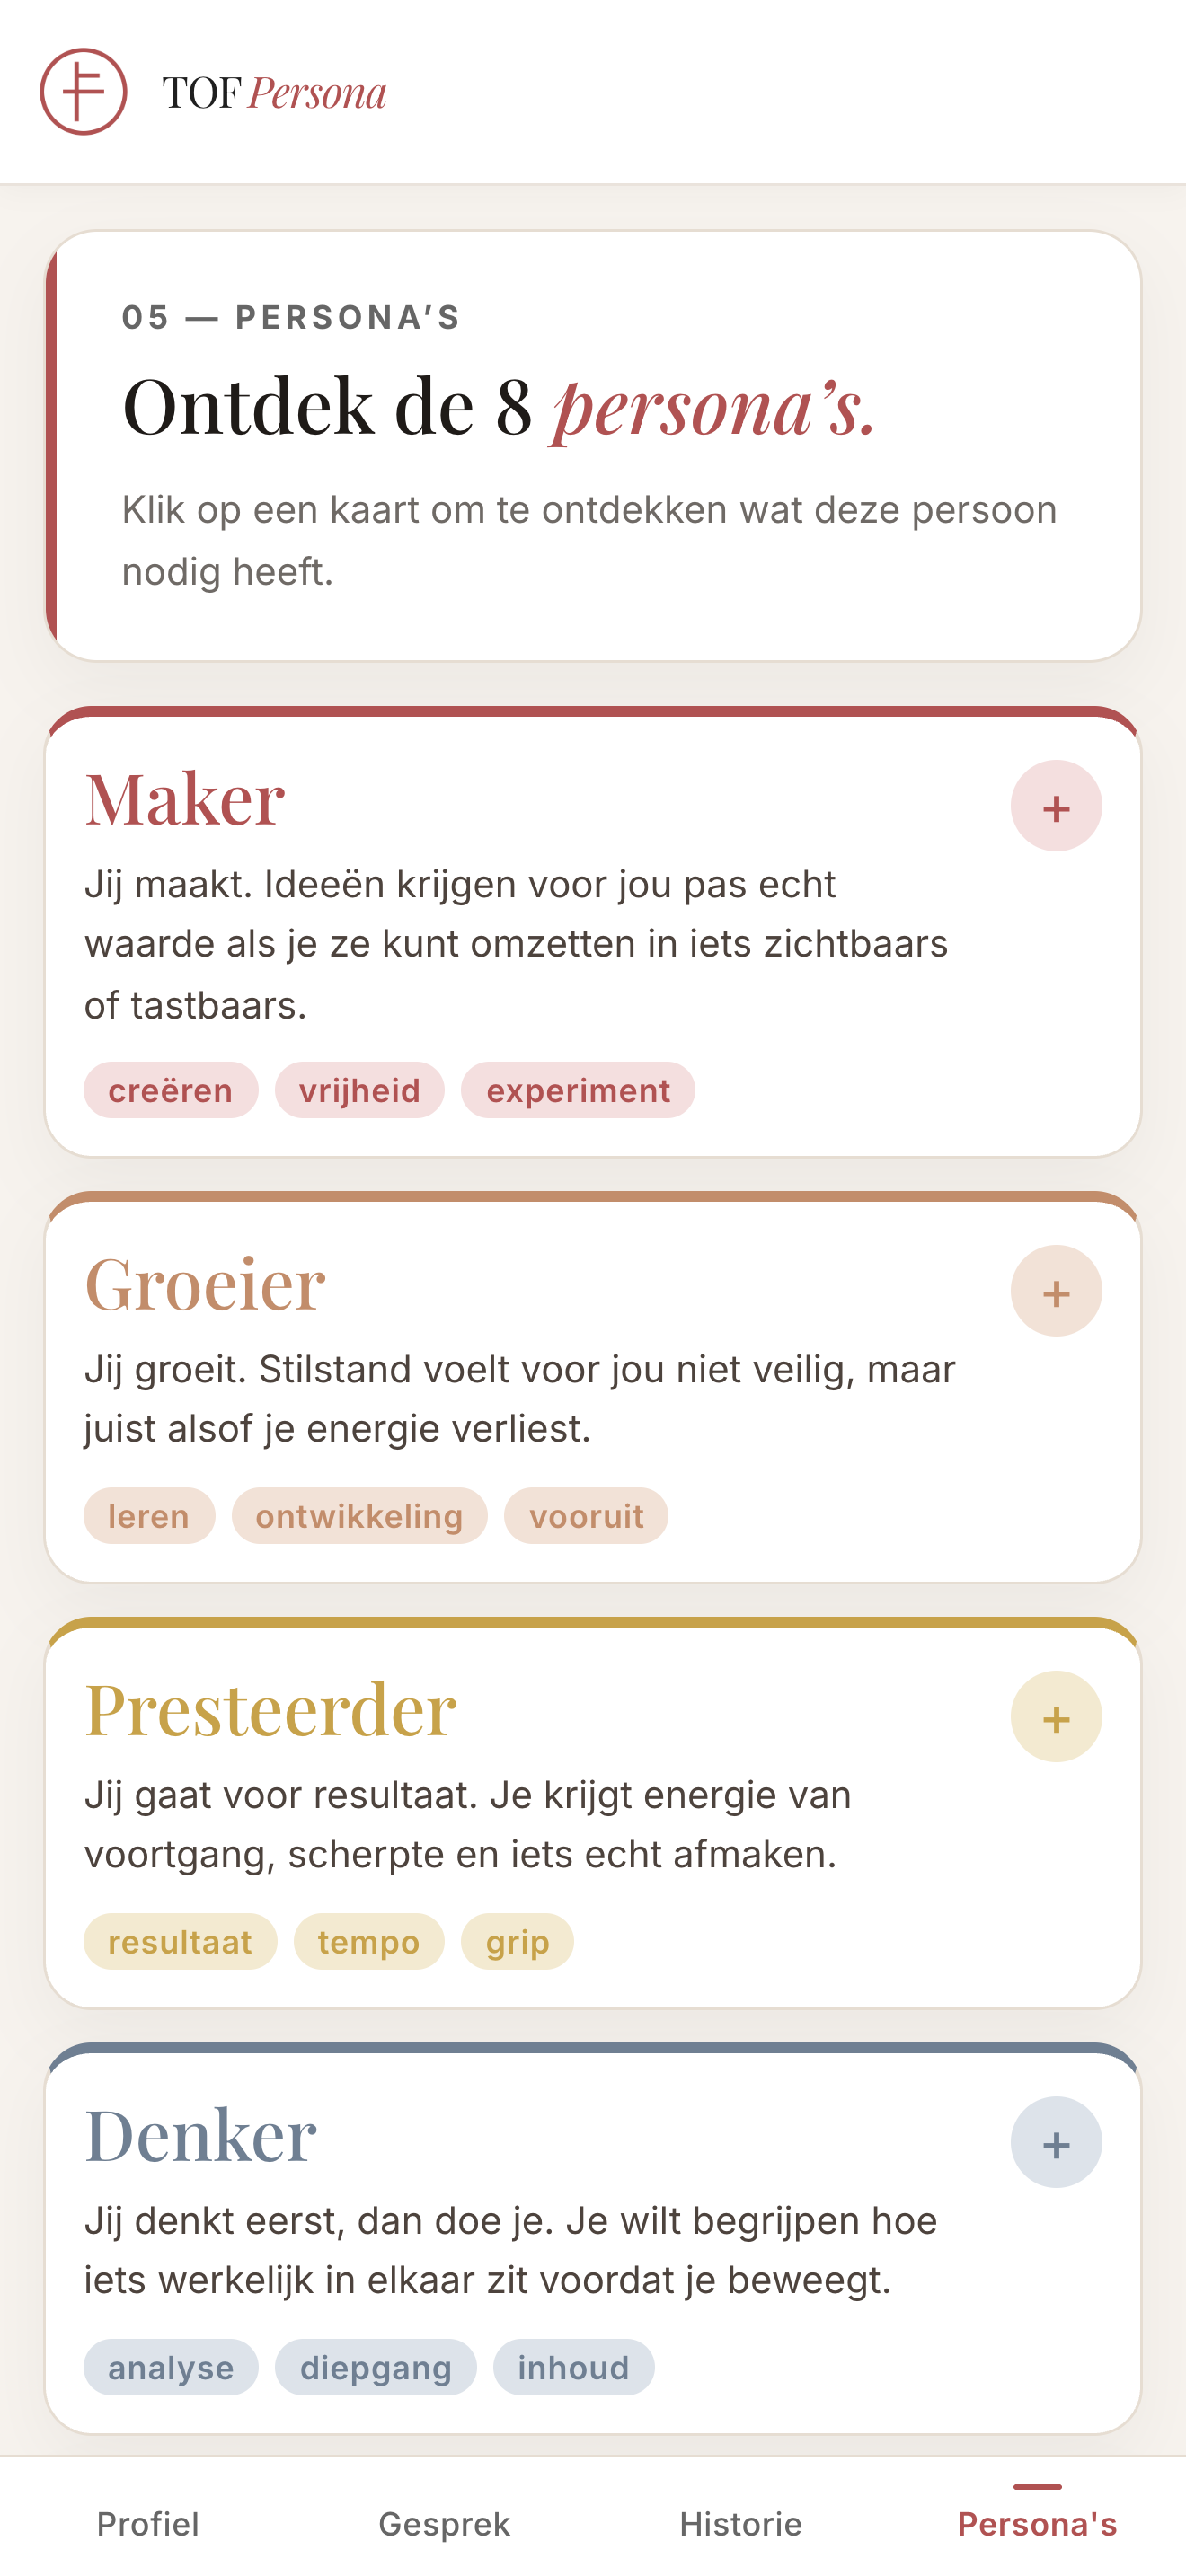 TOF Persona
05 — PERSONA’S
Ontdek de 8 persona’s.
Klik op een kaart om te ontdekken wat deze persoon
nodig heeft.
Maker
+
Jij maakt. Ideeën krijgen voor jou pas echt
waarde als je ze kunt omzetten in iets zichtbaars
of tastbaars.
creëren vrijheid experiment
Groeier
+
Jij groeit. Stilstand voelt voor jou niet veilig, maar
juist alsof je energie verliest.
leren ontwikkeling vooruit
Presteerder
+
Jij gaat voor resultaat. Je krijgt energie van
voortgang, scherpte en iets echt afmaken.
resultaat tempo grip
Denker
+
Jij denkt eerst, dan doe je. Je wilt begrijpen hoe
iets werkelijk in elkaar zit voordat je beweegt.
analyse diepgang inhoud
Profiel Gesprek Historie Persona's